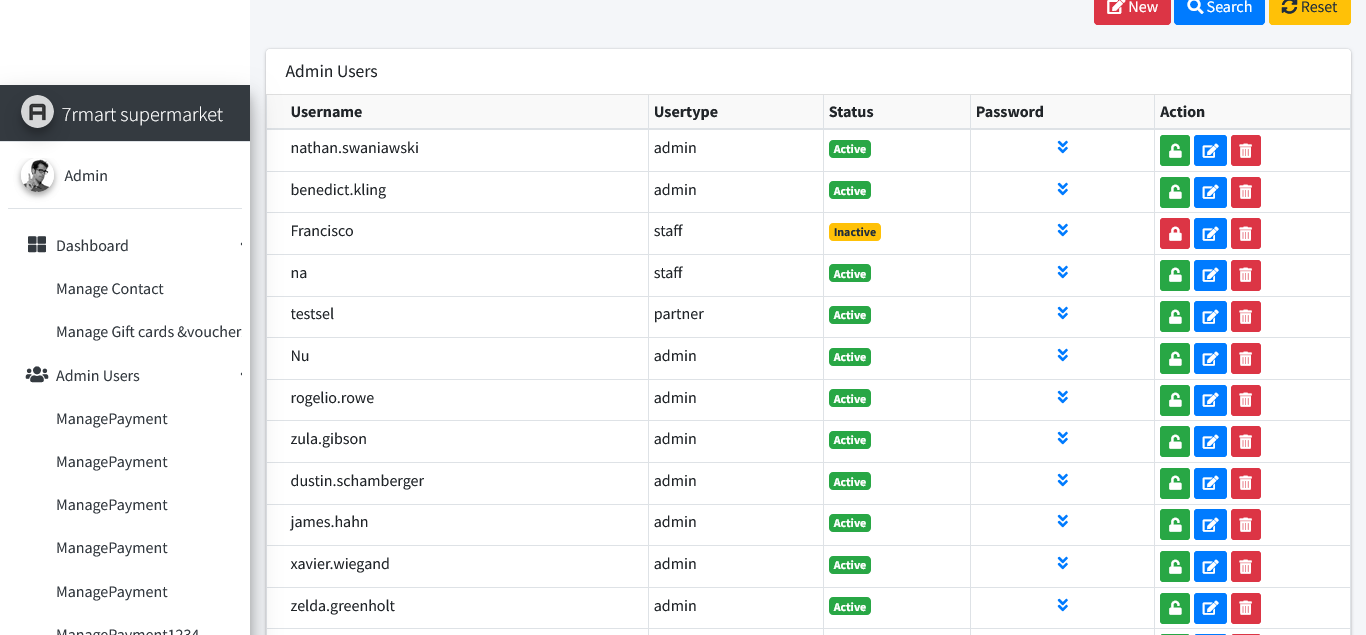 New Search Reset
7rmart supermarket
Admin
Dashboard
Manage Contact
Manage Gift cards &voucher
Admin Users
ManagePayment
ManagePayment
ManagePayment
ManagePayment
ManagePayment
ManagePayment1234
Admin Users
Username Usertype Status Password Action
nathan.swaniawski admin Active
benedict.kling admin Active
Francisco staff Inactive
na staff Active
testsel partner Active
Nu admin Active
rogelio.rowe admin Active
zula.gibson admin Active
dustin.schamberger admin Active
james.hahn admin Active
xavier.wiegand admin Active
zelda.greenholt admin Active